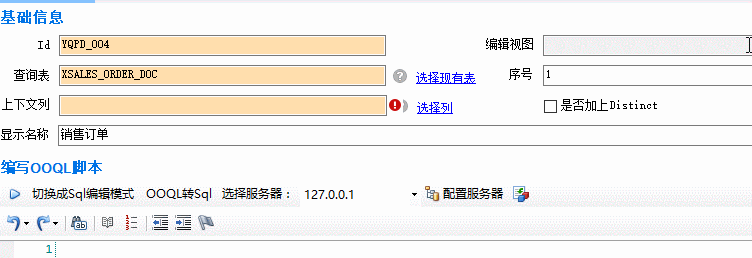 基础信息
Id YQPD_004 编辑视图
查询表 XSALES_ORDER_DOC ? 选择现有表 序号 1
上下文列 ! 选择列 是否加上Distinct
显示名称 销售订单
编写OOQL脚本
切换成Sql编辑模式 OOQL转Sql 选择服务器： 127.0.0.1 配置服务器
ab
1